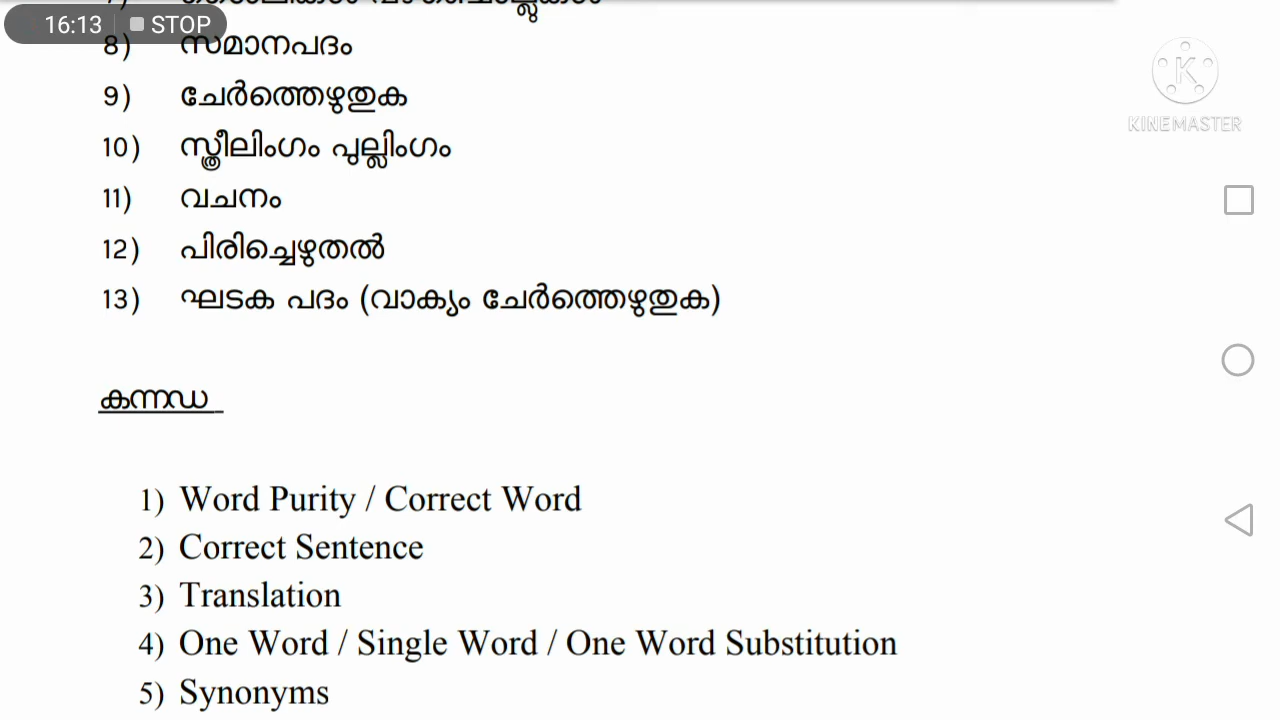 16:13 STOP
8) സമാനപദം
9) ചേർത്തെഴുതുക
10) സ്ത്രീലിംഗം പുല്ലിംഗം
11) വചനം
12) പിരിച്ചെഴുതൽ
13) ഘടക പദം (വാക്യം ചേർത്തെഴുതുക)
KINEMASTER
കന്നഡ
1) Word Purity / Correct Word
2) Correct Sentence
3) Translation
4) One Word / Single Word / One Word Substitution
5) Synonyms